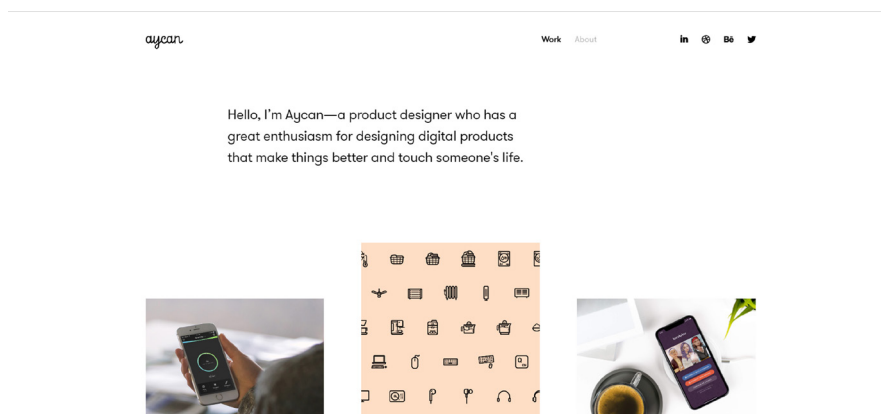 aycan
Work About in Bē
Hello, I'm Aycan—a product designer who has a
great enthusiasm for designing digital products
that make things better and touch someone's life.